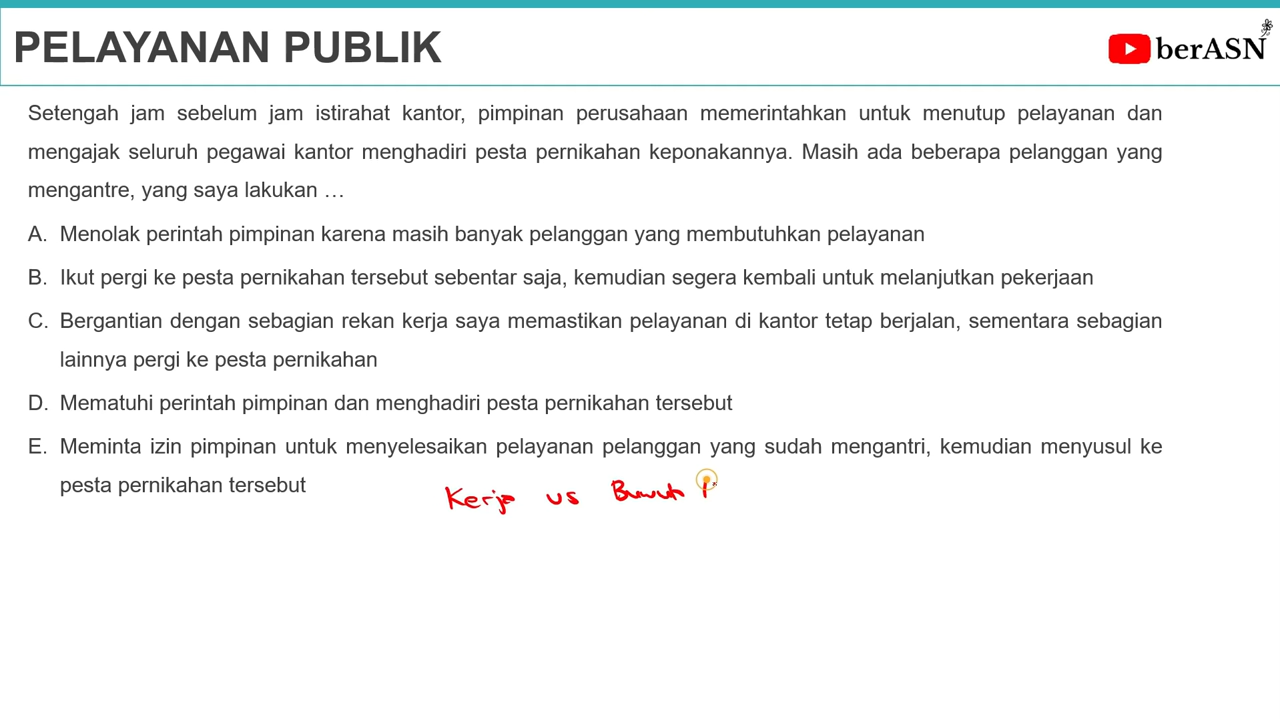 PELAYANAN PUBLIK
berASN
Setengah jam sebelum jam istirahat kantor, pimpinan perusahaan memerintahkan untuk menutup pelayanan dan
mengajak seluruh pegawai kantor menghadiri pesta pernikahan keponakannya. Masih ada beberapa pelanggan yang
mengantre, yang saya lakukan …
A. Menolak perintah pimpinan karena masih banyak pelanggan yang membutuhkan pelayanan
B. Ikut pergi ke pesta pernikahan tersebut sebentar saja, kemudian segera kembali untuk melanjutkan pekerjaan
C. Bergantian dengan sebagian rekan kerja saya memastikan pelayanan di kantor tetap berjalan, sementara sebagian
lainnya pergi ke pesta pernikahan
D. Mematuhi perintah pimpinan dan menghadiri pesta pernikahan tersebut
E. Meminta izin pimpinan untuk menyelesaikan pelayanan pelanggan yang sudah mengantri, kemudian menyusul ke
pesta pernikahan tersebut
Kerja vs